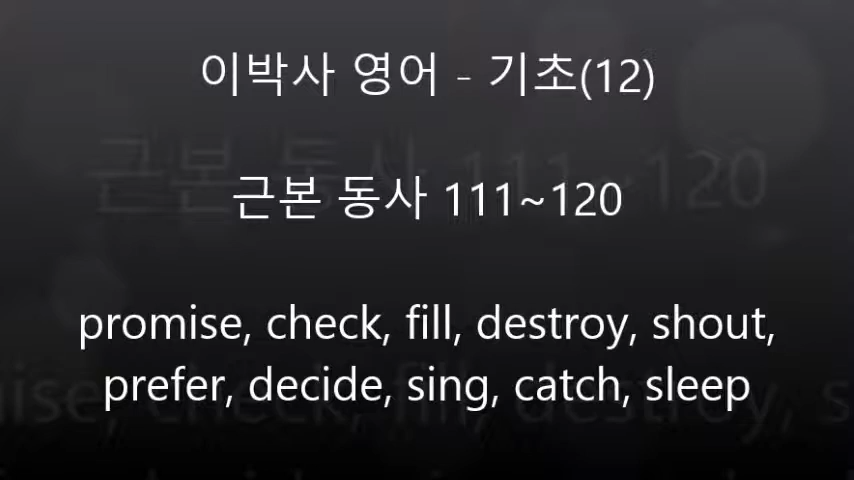 이박사 영어 - 기초(12)
근본 동사 111~120
promise, check, fill, destroy, shout,
prefer, decide, sing, catch, sleep